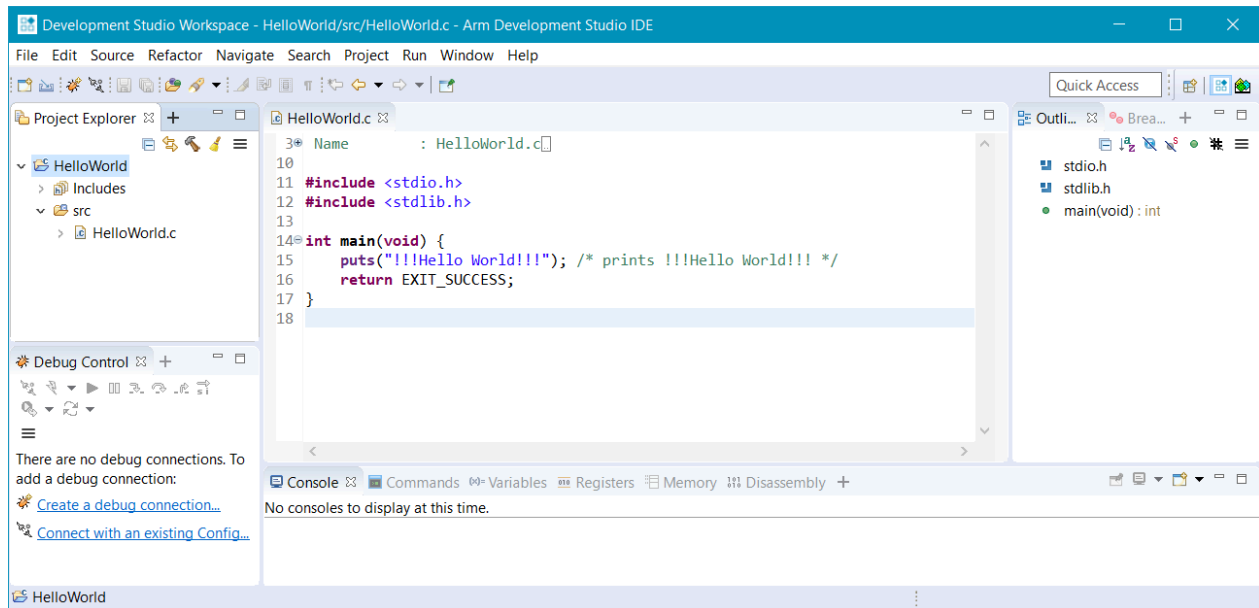 Development Studio Workspace - HelloWorld/src/HelloWorld.c - Arm Development Studio IDE
File Edit Source Refactor Navigate Search Project Run Window Help
Quick Access
Project Explorer
HelloWorld
Includes
src
HelloWorld.c
HelloWorld.c
3 Name : HelloWorld.c
10
11 #include <stdio.h>
12 #include <stdlib.h>
13
14 int main(void) {
15 puts("!!!Hello World!!!"); /* prints !!!Hello World!!! */
16 return EXIT_SUCCESS;
17 }
18
Outli... Brea...
stdio.h
stdlib.h
main(void) : int
Debug Control
There are no debug connections. To
add a debug connection:
Create a debug connection...
Connect with an existing Config...
Console Commands Variables Registers Memory Disassembly
No consoles to display at this time.
HelloWorld